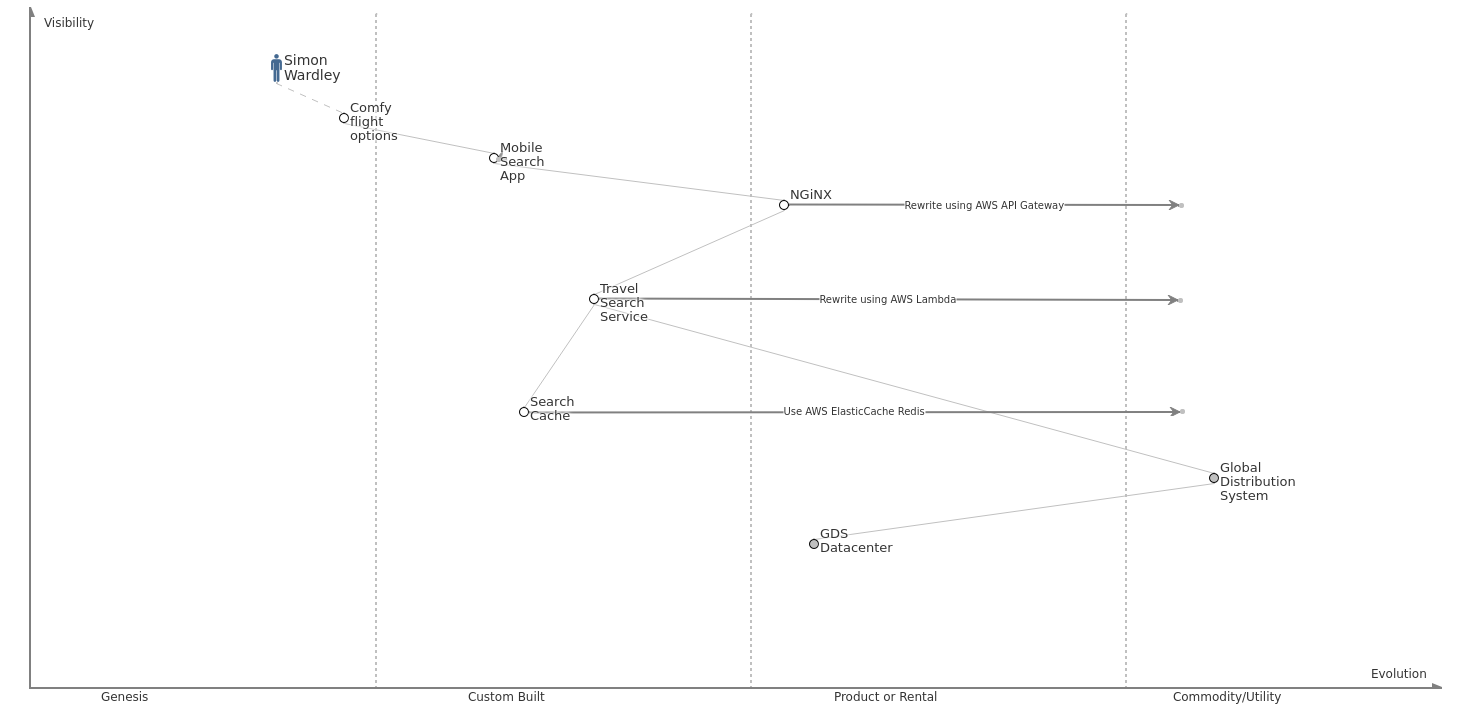 Visibility
Simon
Wardley
Comfy
flight
options
Mobile
Search
App
NGiNX
Rewrite using AWS API Gateway
Travel
Search
Service
Rewrite using AWS Lambda
Search
Cache
Use AWS ElasticCache Redis
Global
Distribution
System
GDS
Datacenter
Evolution
Genesis
Custom Built
Product or Rental
Commodity/Utility